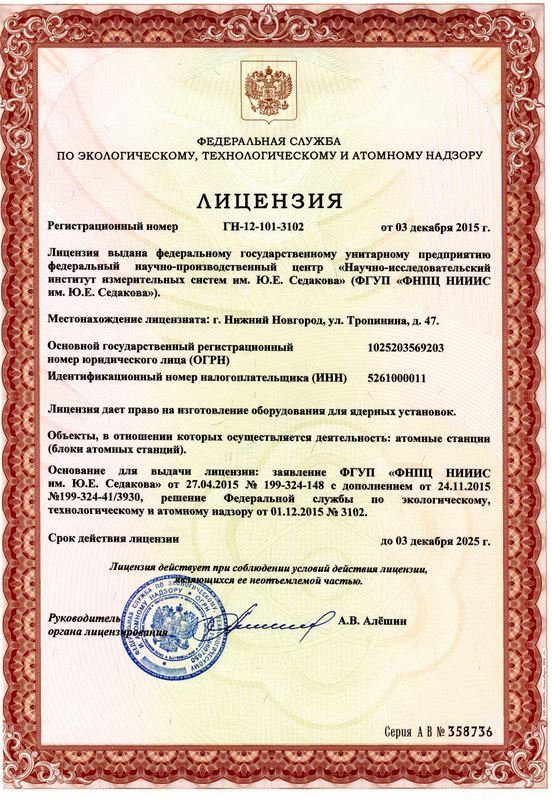 ФЕДЕРАЛЬНАЯ СЛУЖБА
ПО ЭКОЛОГИЧЕСКОМУ, ТЕХНОЛОГИЧЕСКОМУ И АТОМНОМУ НАДЗОРУ
ЛИЦЕНЗИЯ
Регистрационный номер ГН-12-101-3102 от 03 декабря 2015 г.
Лицензия выдана федеральному государственному унитарному предприятию
федеральный научно-производственный центр «Научно-исследовательский
институт измерительных систем им. Ю.Е. Седакова» (ФГУП «ФНПЦ НИИИС
им. Ю.Е. Седакова»).
Местонахождение лицензиата: г. Нижний Новгород, ул. Тропинина, д. 47.
Основной государственный регистрационный 1025203569203
номер юридического лица (ОГРН)
Идентификационный номер налогоплательщика (ИНН) 5261000011
Лицензия дает право на изготовление оборудования для ядерных установок.
Объекты, в отношении которых осуществляется деятельность: атомные станции
(блоки атомных станций).
Основание для выдачи лицензии: заявление ФГУП «ФНПЦ НИИИС
им. Ю.Е. Седакова» от 27.04.2015 № 199-324-148 с дополнением от 24.11.2015
№199-324-41/3930, решение Федеральной службы по экологическому,
технологическому и атомному надзору от 01.12.2015 № 3102.
Срок действия лицензии до 03 декабря 2025 г.
Лицензия действует при соблюдении условий действия лицензии,
являющихся ее неотъемлемой частью.
Руководитель А.В. Алёшин
органа лицензирования
Серия А В № 358736